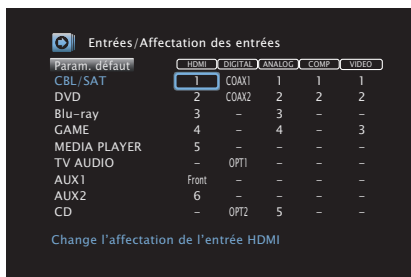 Entrées/Affectation des entrées
Param. défaut HDMI DIGITAL ANALOG COMP VIDEO
CBL/SAT 1 COAX1 1 1 1
DVD 2 COAX2 2 2 2
Blu-ray 3 – 3 – –
GAME 4 – 4 – 3
MEDIA PLAYER 5 – – – –
TV AUDIO – OPT1 – – –
AUX1 Front – – – –
AUX2 6 – – – –
CD – OPT2 5 – –
Change l'affectation de l'entrée HDMI